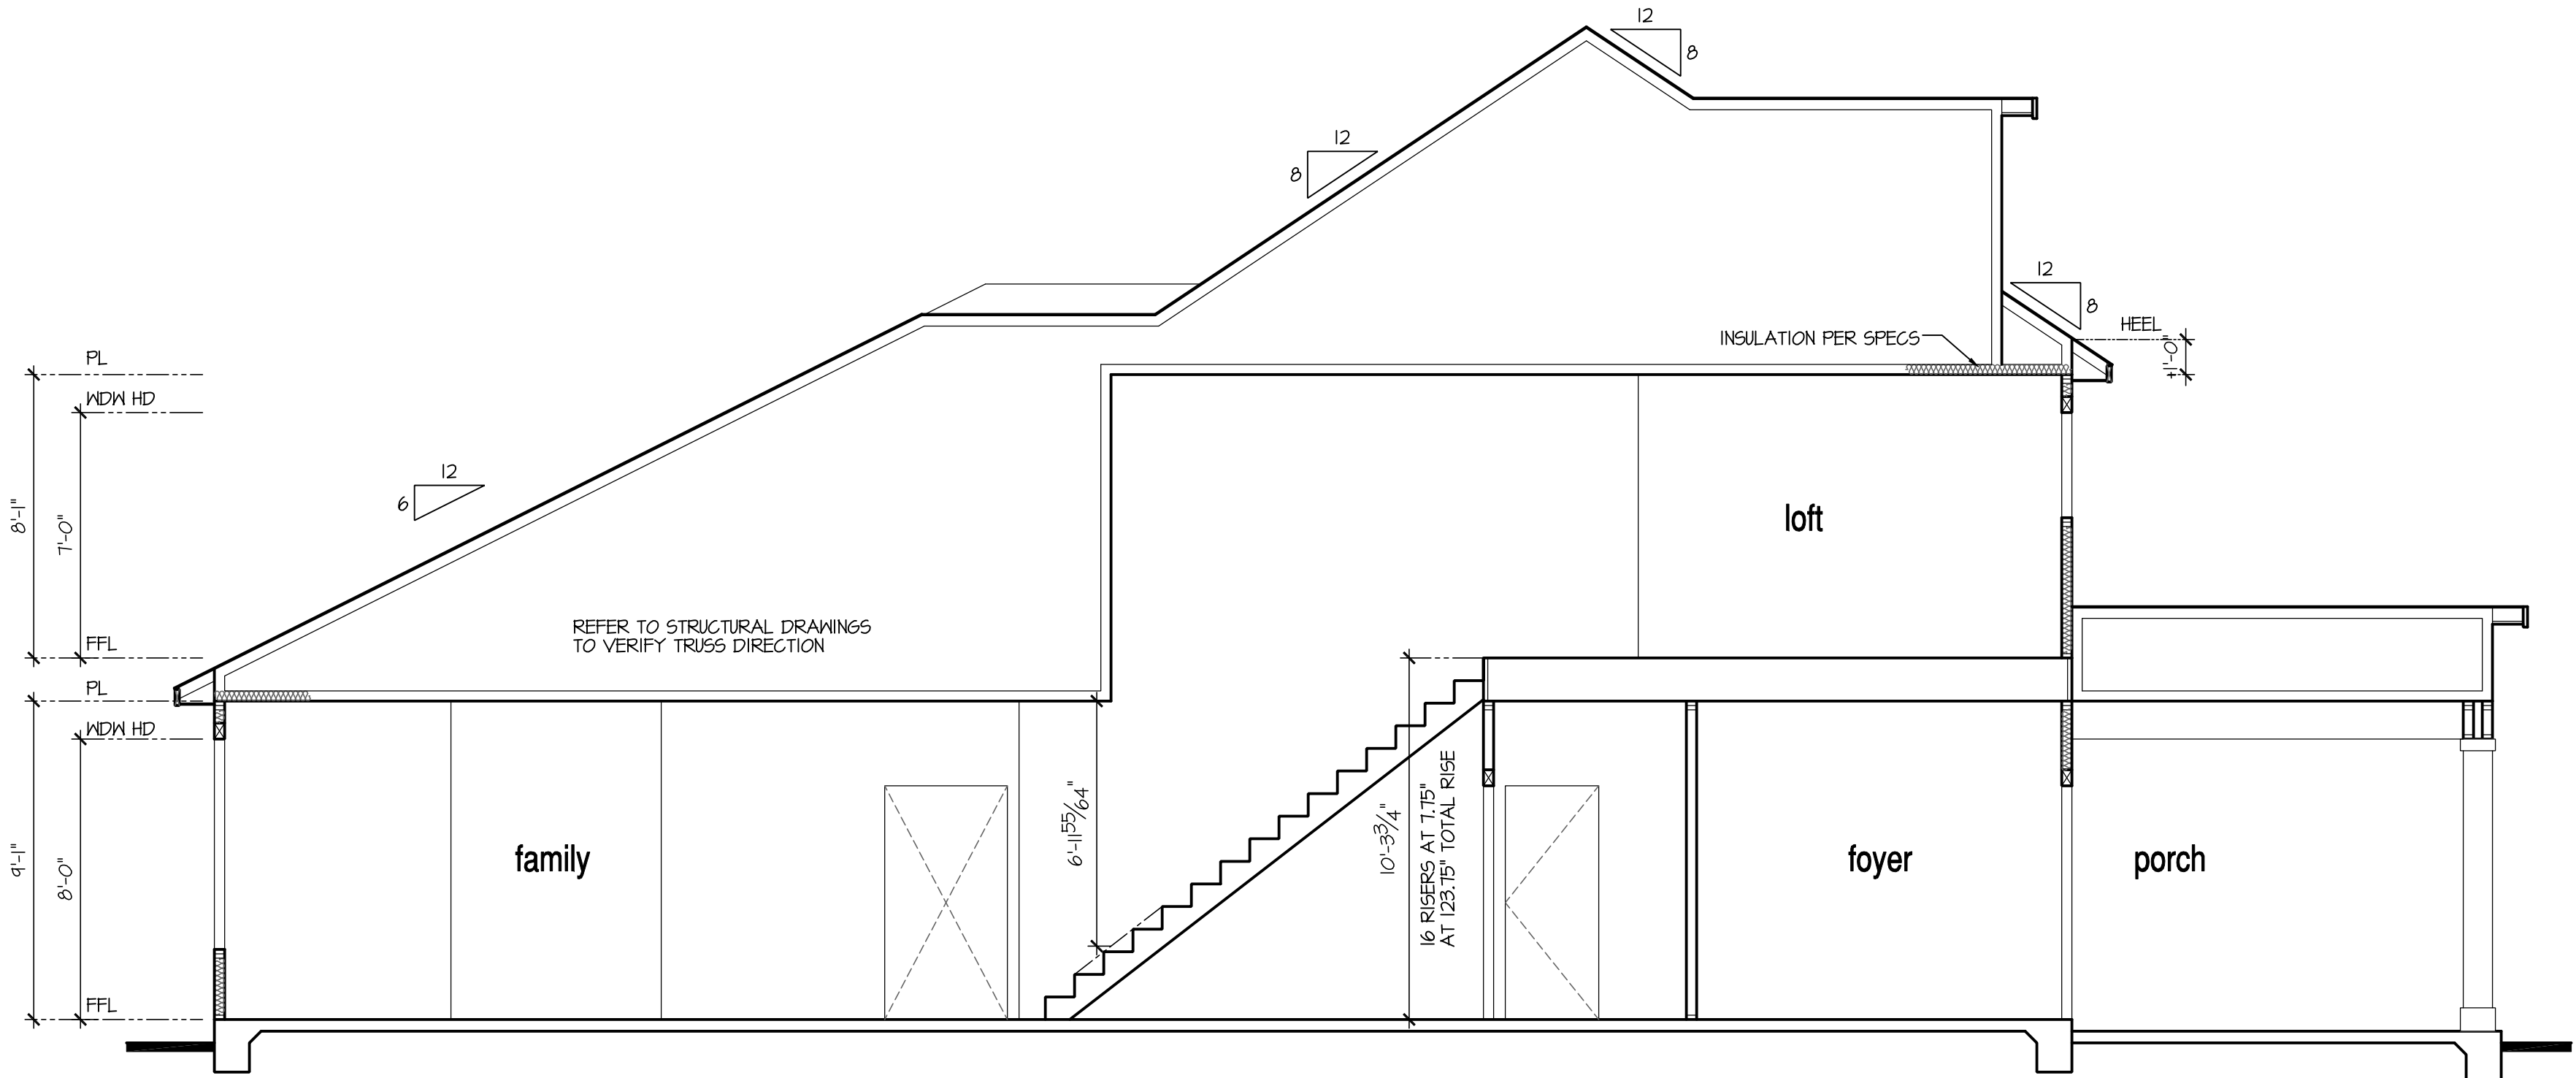 12
8
12
8
12
8
HEEL
±1'-0"
INSULATION PER SPECS
PL
WDW HD
8'-1"
7'-0"
12
6
loft
REFER TO STRUCTURAL DRAWINGS
TO VERIFY TRUSS DIRECTION
FFL
PL
WDW HD
9'-1"
8'-0"
family
6'-11 55/64"
10'-3 3/4"
16 RISERS AT 7.75"
AT 123.75" TOTAL RISE
foyer
porch
FFL